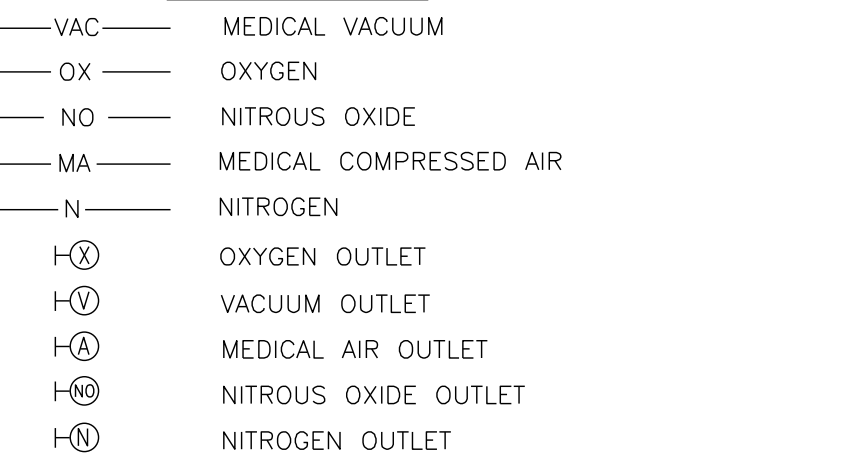 VAC MEDICAL VACUUM
OX OXYGEN
NO NITROUS OXIDE
MA MEDICAL COMPRESSED AIR
N NITROGEN
X OXYGEN OUTLET
V VACUUM OUTLET
A MEDICAL AIR OUTLET
NO NITROUS OXIDE OUTLET
N NITROGEN OUTLET